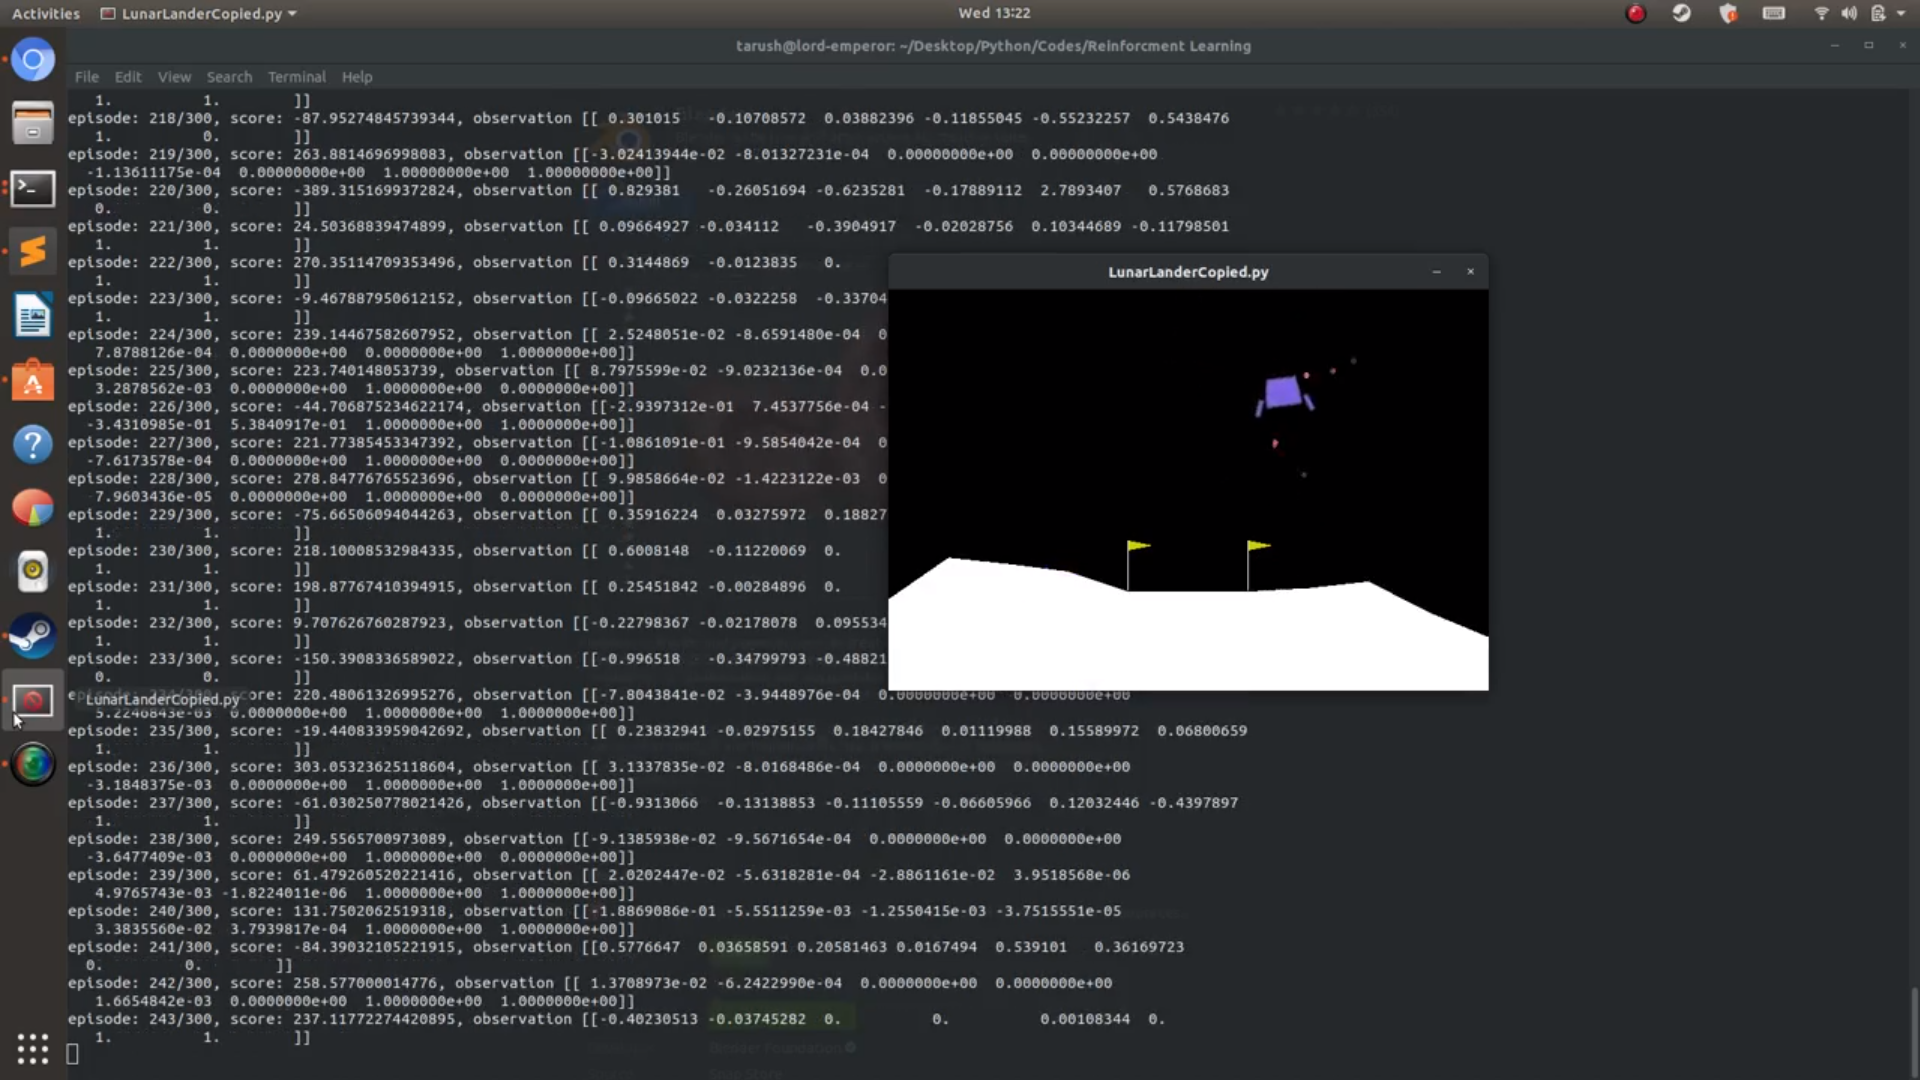 Activities LunarLanderCopied.py Wed 13:22
tarush@lord-emperor: ~/Desktop/Python/Codes/Reinforcment Learning
File Edit View Search Terminal Help
1. 1. ]]
episode: 218/300, score: -87.95274845739344, observation [[ 0.301015 -0.10708572 0.03882396 -0.11855045 -0.55232257 0.5438476
1. 0. ]]
episode: 219/300, score: 263.8814696998083, observation [[-3.02413944e-02 -8.01327231e-04 0.00000000e+00 0.00000000e+00
-1.13611175e-04 0.00000000e+00 1.00000000e+00 1.00000000e+00]]
episode: 220/300, score: -389.3151699372824, observation [[ 0.829381 -0.26051694 -0.6235281 -0.17889112 2.7893407 0.5768683
0. 0. ]]
episode: 221/300, score: 24.50368839474899, observation [[ 0.09664927 -0.034112 -0.3904917 -0.02028756 0.10344689 -0.11798501
1. 1. ]]
episode: 222/300, score: 270.35114709353496, observation [[ 0.3144869 -0.0123835 0.
1. 1. ]]
episode: 223/300, score: -9.467887950612152, observation [[-0.09665022 -0.0322258 -0.33704
1. 1. ]]
episode: 224/300, score: 239.14467582607952, observation [[ 2.5248051e-02 -8.6591480e-04 0
7.8788126e-04 0.0000000e+00 0.0000000e+00 1.0000000e+00]]
episode: 225/300, score: 223.740148053739, observation [[ 8.7975599e-02 -9.0232136e-04 0.0
3.2878562e-03 0.0000000e+00 1.0000000e+00 0.0000000e+00]]
episode: 226/300, score: -44.706875234622174, observation [[-2.9397312e-01 7.4537756e-04 -
-3.4310985e-01 5.3840917e-01 1.0000000e+00 1.0000000e+00]]
episode: 227/300, score: 221.77385453347392, observation [[-1.0861091e-01 -9.5854042e-04 0
-7.6173578e-04 0.0000000e+00 1.0000000e+00 0.0000000e+00]]
episode: 228/300, score: 278.84776765523696, observation [[ 9.9858664e-02 -1.4223122e-03 0
7.9603436e-05 0.0000000e+00 1.0000000e+00 0.0000000e+00]]
episode: 229/300, score: -75.66506094044263, observation [[ 0.35916224 0.03275972 0.18827
1. 1. ]]
episode: 230/300, score: 218.10008532984335, observation [[ 0.6008148 -0.11220069 0.
1. 1. ]]
episode: 231/300, score: 198.87767410394915, observation [[ 0.25451842 -0.00284896 0.
1. 1. ]]
episode: 232/300, score: 9.707626760287923, observation [[-0.22798367 -0.02178078 0.095534
1. 1. ]]
episode: 233/300, score: -150.3908336589022, observation [[-0.996518 -0.34799793 -0.48821
0. 0. ]]
220.48061326995276, observation [[-7.8043841e-02 -3.9448976e-04 0.0000000e+00 0.0000000e+00
0.0000000e+00 1.0000000e+00 1.0000000e+00]]
episode: 235/300, score: -19.440833959042692, observation [[ 0.23832941 -0.02975155 0.18427846 0.01119988 0.15589972 0.06800659
1. 1. ]]
episode: 236/300, score: 303.05323625118604, observation [[ 3.1337835e-02 -8.0168486e-04 0.0000000e+00 0.0000000e+00
-3.1848375e-03 0.0000000e+00 1.0000000e+00 1.0000000e+00]]
episode: 237/300, score: -61.030250778021426, observation [[-0.9313066 -0.13138853 -0.11105559 -0.06605966 0.12032446 -0.4397897
1. 1. ]]
episode: 238/300, score: 249.5565700973089, observation [[-9.1385938e-02 -9.5671654e-04 0.0000000e+00 0.0000000e+00
-3.6477409e-03 0.0000000e+00 1.0000000e+00 0.0000000e+00]]
episode: 239/300, score: 61.479260520221416, observation [[ 2.0202447e-02 -5.6318281e-04 -2.8861161e-02 3.9518568e-06
4.9765743e-03 -1.8224011e-06 1.0000000e+00 1.0000000e+00]]
episode: 240/300, score: 131.7502062519318, observation [[-1.8869086e-01 -5.5511259e-03 -1.2550415e-03 -3.7515551e-05
3.3835560e-02 3.7939817e-04 1.0000000e+00 1.0000000e+00]]
episode: 241/300, score: -84.39032105221915, observation [[0.5776647 0.03658591 0.20581463 0.0167494 0.539101 0.36169723
0. 0. ]]
episode: 242/300, score: 258.577000014776, observation [[ 1.3708973e-02 -6.2422990e-04 0.0000000e+00 0.0000000e+00
1.6654842e-03 0.0000000e+00 1.0000000e+00 1.0000000e+00]]
episode: 243/300, score: 237.11772274420895, observation [[-0.40230513 -0.03745282 0. 0. 0.00108344 0.
1. 1. ]]
LunarLanderCopied.py
LunarLanderCopied.py